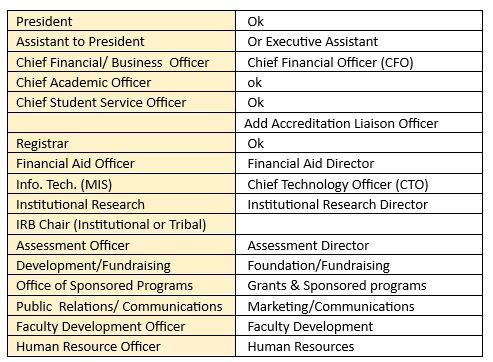 President Ok
Assistant to President Or Executive Assistant
Chief Financial/ Business  Officer Chief Financial Officer (CFO)
Chief Academic Officer ok
Chief Student Service Officer Ok
Add Accreditation Liaison Officer
Registrar Ok
Financial Aid Officer Financial Aid Director
Info. Tech. (MIS) Chief Technology Officer (CTO)
Institutional Research Institutional Research Director
IRB Chair (Institutional or Tribal)
Assessment Officer Assessment Director
Development/Fundraising Foundation/Fundraising
Office of Sponsored Programs Grants & Sponsored programs
Public  Relations/ Communications Marketing/Communications
Faculty Development Officer Faculty Development
Human Resource Officer Human Resources